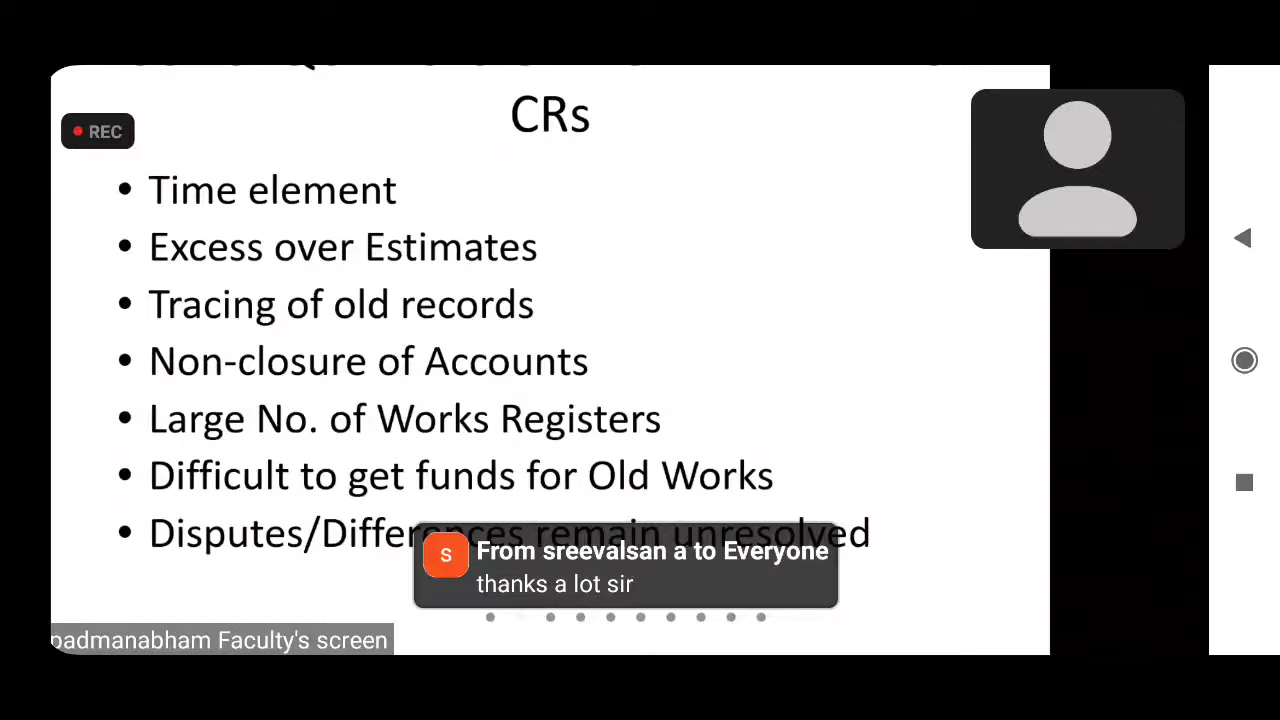 CRs
REC
• Time element
• Excess over Estimates
• Tracing of old records
• Non-closure of Accounts
• Large No. of Works Registers
• Difficult to get funds for Old Works
• Disputes/Differences remain unresolved
S
From sreevalsan a to Everyone
thanks a lot sir
padmanabham Faculty's screen